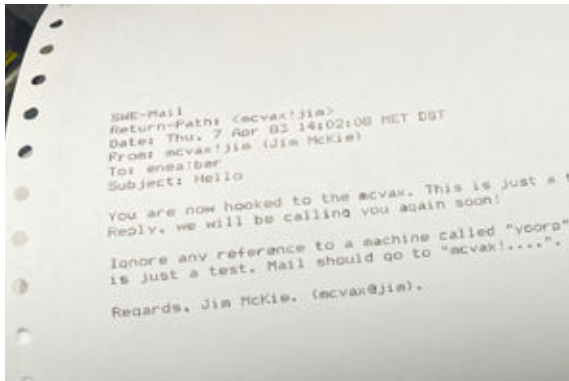 SWE-Mail
Return-Path: <mcvax!jim>
Date: Thu, 7 Apr 83 14:02:08 MET DST
From: mcvax!jim (Jim McKie)
To: enea!ber
Subject: Hello
You are now hooked to the mcvax. This is just a t
Reply, we will be calling you again soon!
Ignore any reference to a machine called "yoorp"
is just a test. Mail should go to "mcvax!....".
Regards, Jim McKie. (mcvax@jim).